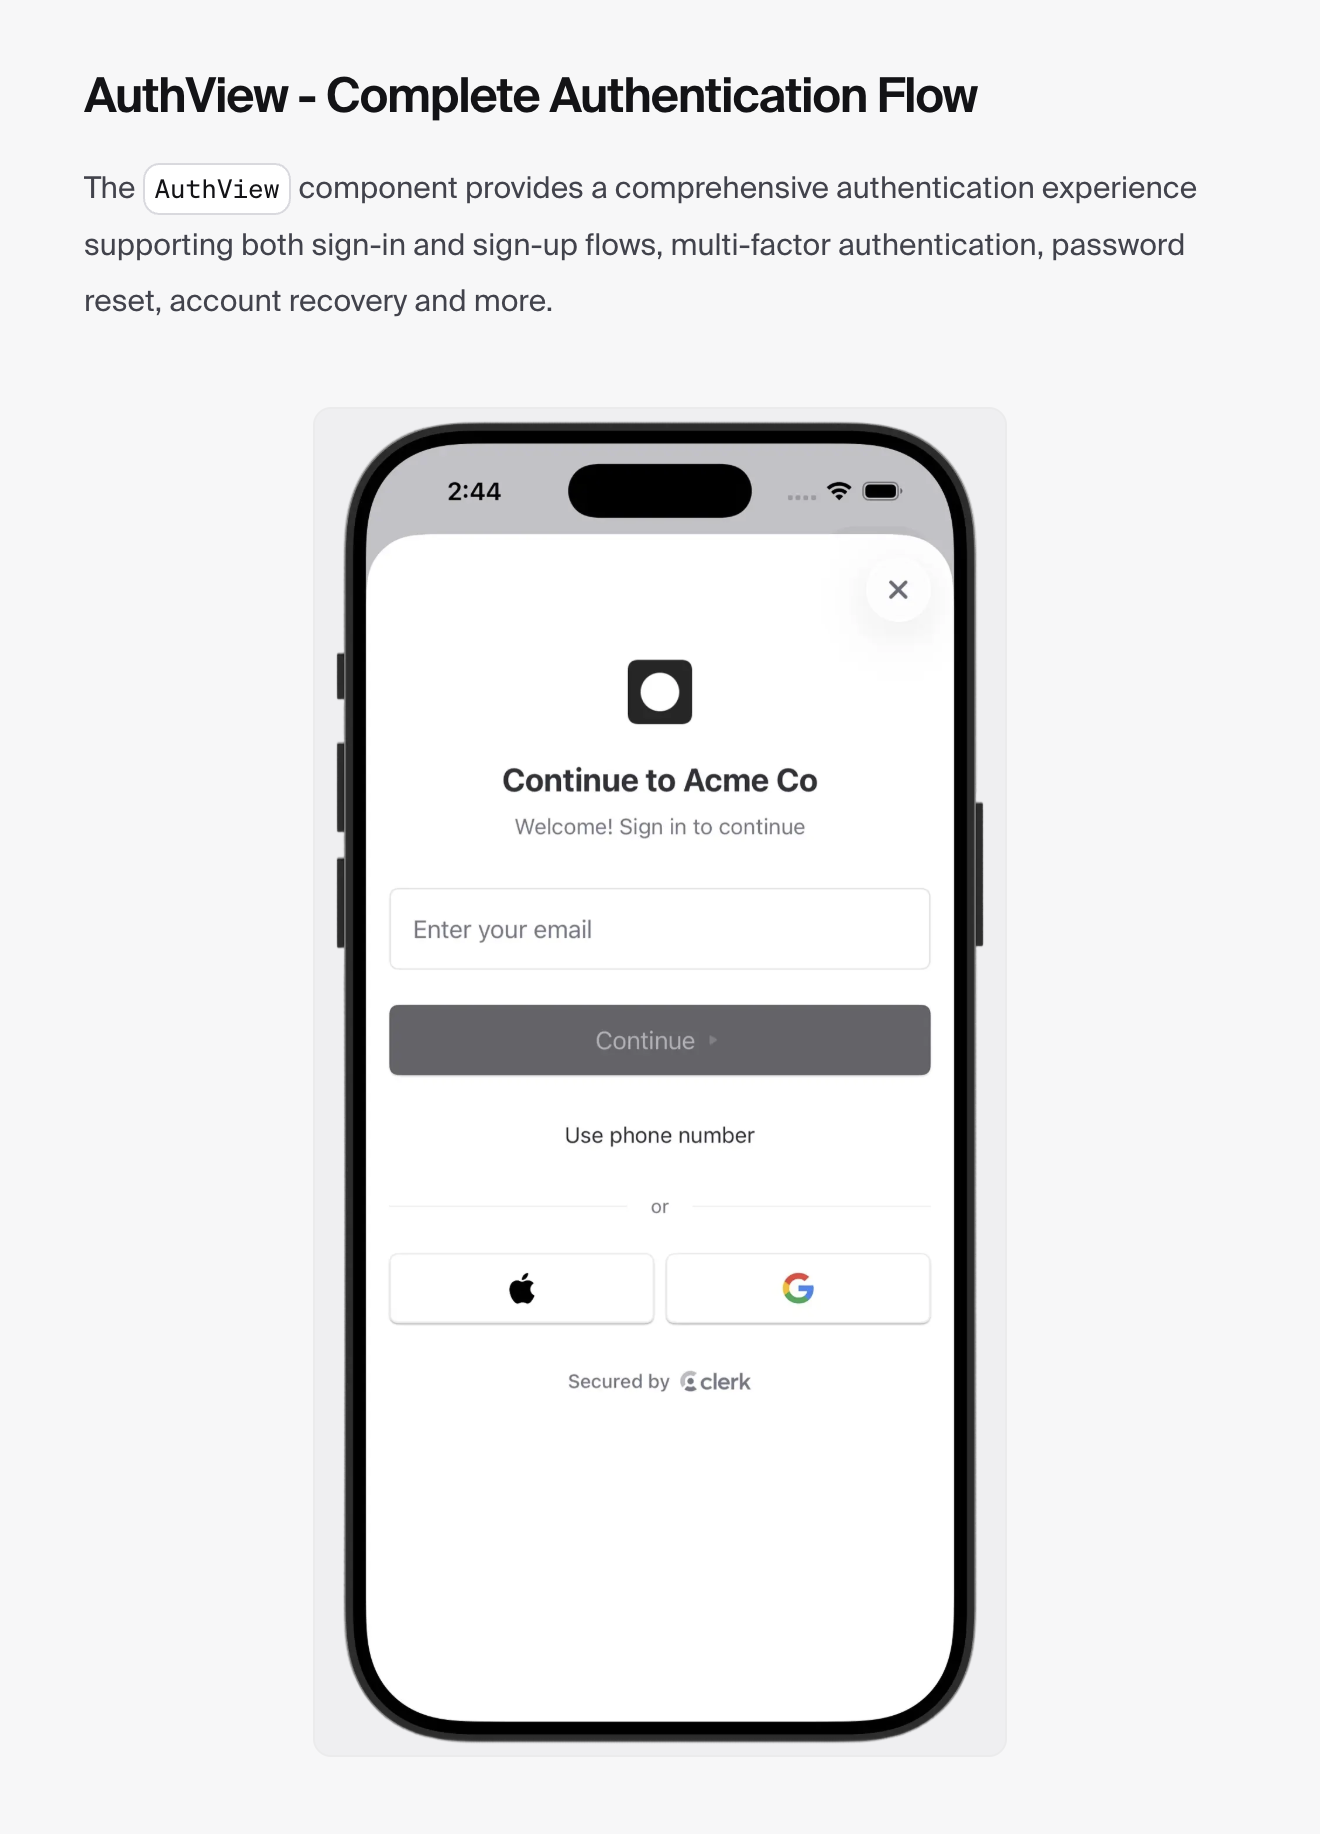 AuthView - Complete Authentication Flow
The AuthView component provides a comprehensive authentication experience
supporting both sign-in and sign-up flows, multi-factor authentication, password
reset, account recovery and more.
2:44
Continue to Acme Co
Welcome! Sign in to continue
Enter your email
Continue
Use phone number
or
Secured by clerk